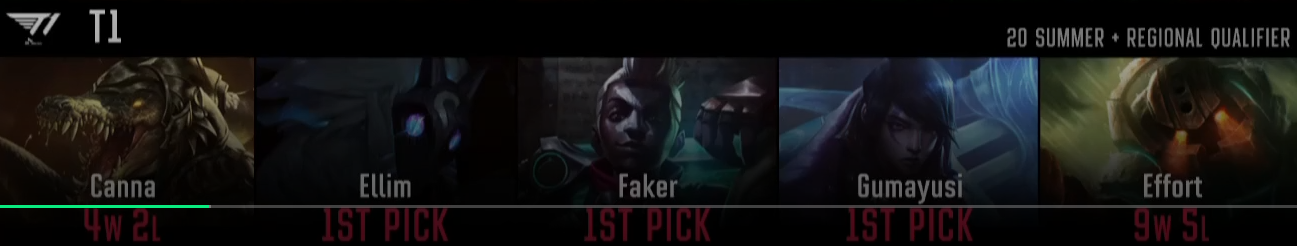 T1
20 SUMMER + REGIONAL QUALIFIER
Canna
Ellim
Faker
Gumayusi
Effort
4W 2L
1ST PICK
1ST PICK
1ST PICK
9W 5L